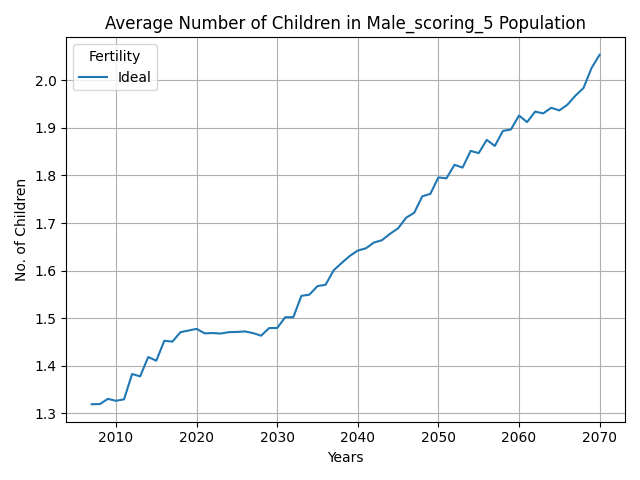 Average Number of Children in Male_scoring_5 Population
Fertility
Ideal
No. of Children
2.0
1.9
1.8
1.7
1.6
1.5
1.4
1.3
2010 2020 2030 2040 2050 2060 2070
Years